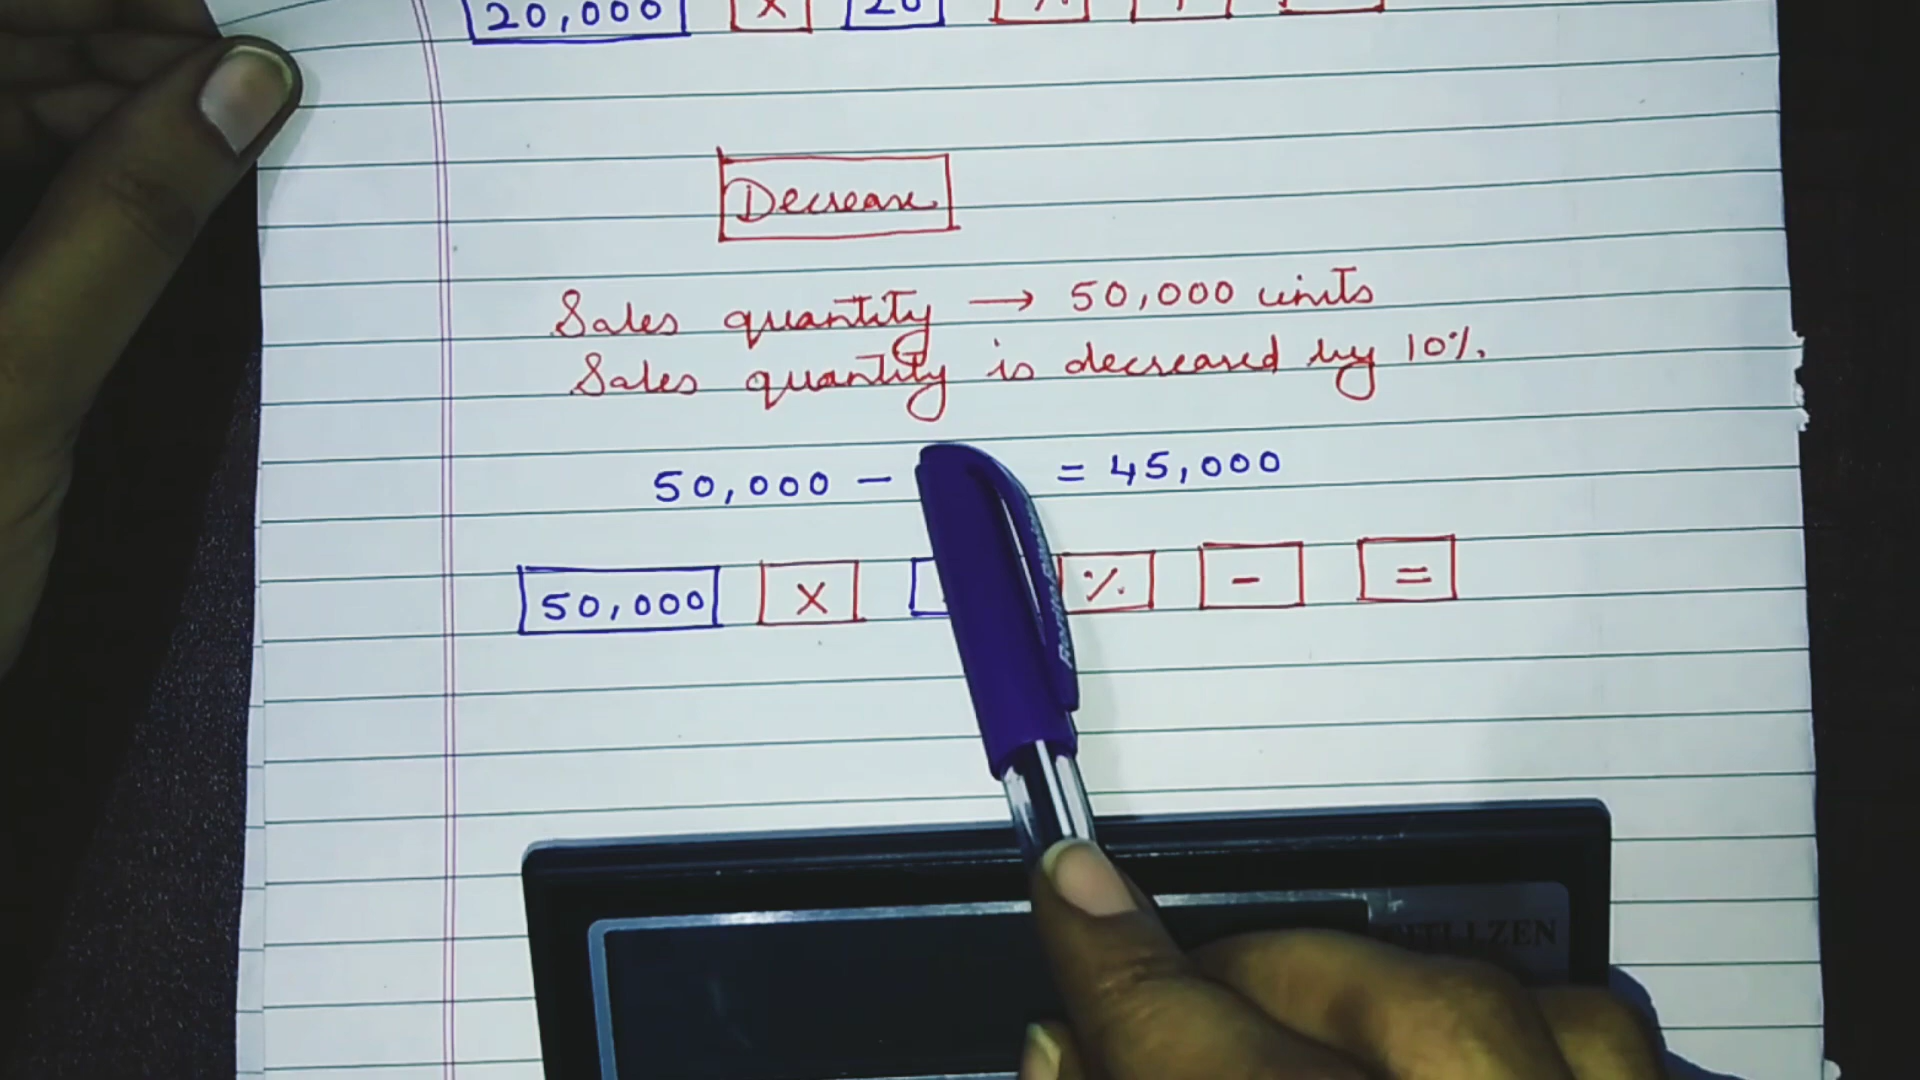 20,000 × 20 %
Decrease
Sales quantity → 50,000 units
Sales quantity is decreased by 10%.
50,000 − = 45,000
50,000 × % − =
CITILZEN